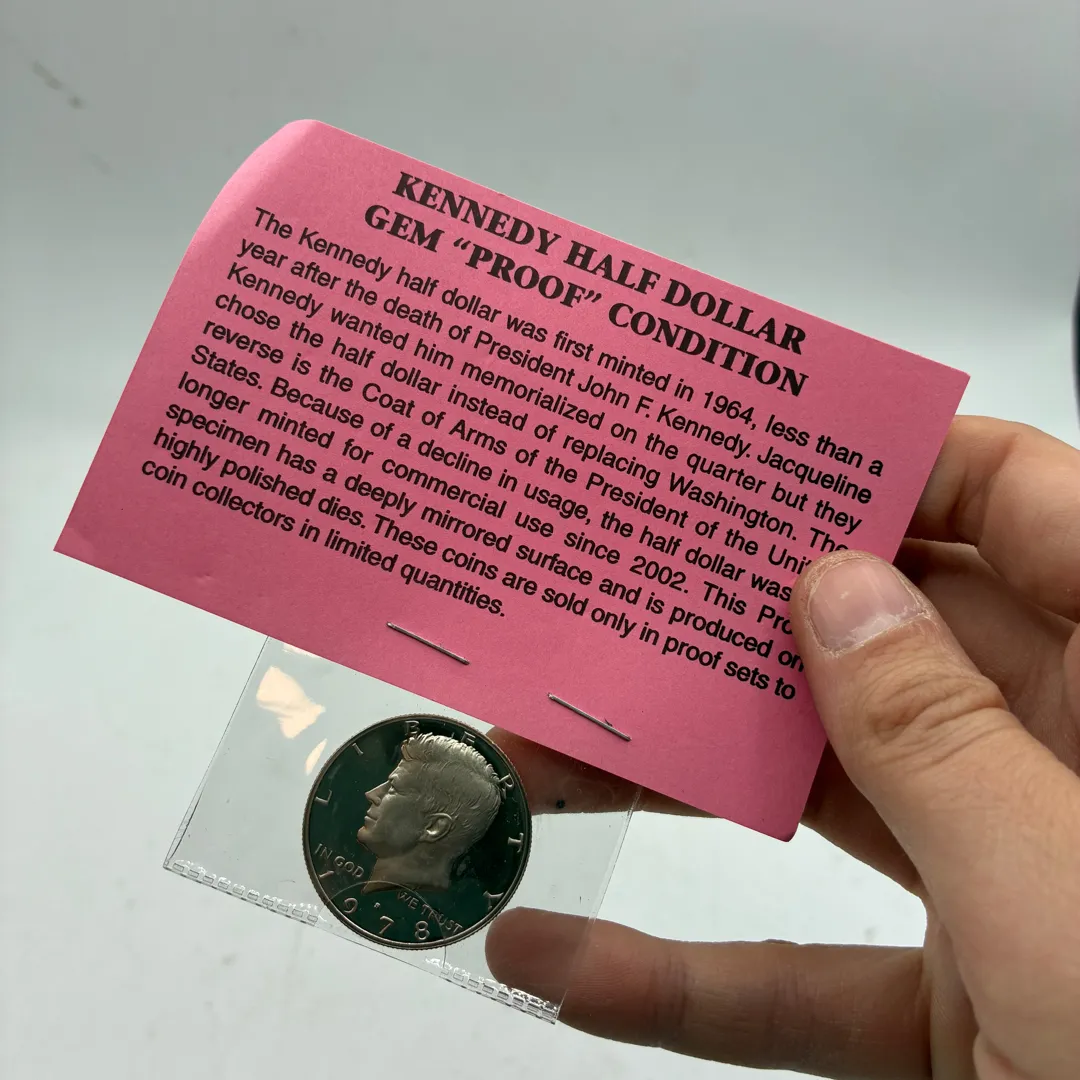 KENNEDY HALF DOLLAR
GEM “PROOF” CONDITION
The Kennedy half dollar was first minted in 1964, less than a
year after the death of President John F. Kennedy. Jacqueline
Kennedy wanted him memorialized on the quarter but they
chose the half dollar instead of replacing Washington. The
reverse is the Coat of Arms of the President of the Unit
States. Because of a decline in usage, the half dollar was
longer minted for commercial use since 2002. This Pro
specimen has a deeply mirrored surface and is produced on
highly polished dies. These coins are sold only in proof sets to
coin collectors in limited quantities.
LIBERTY
IN GOD WE TRUST
1978